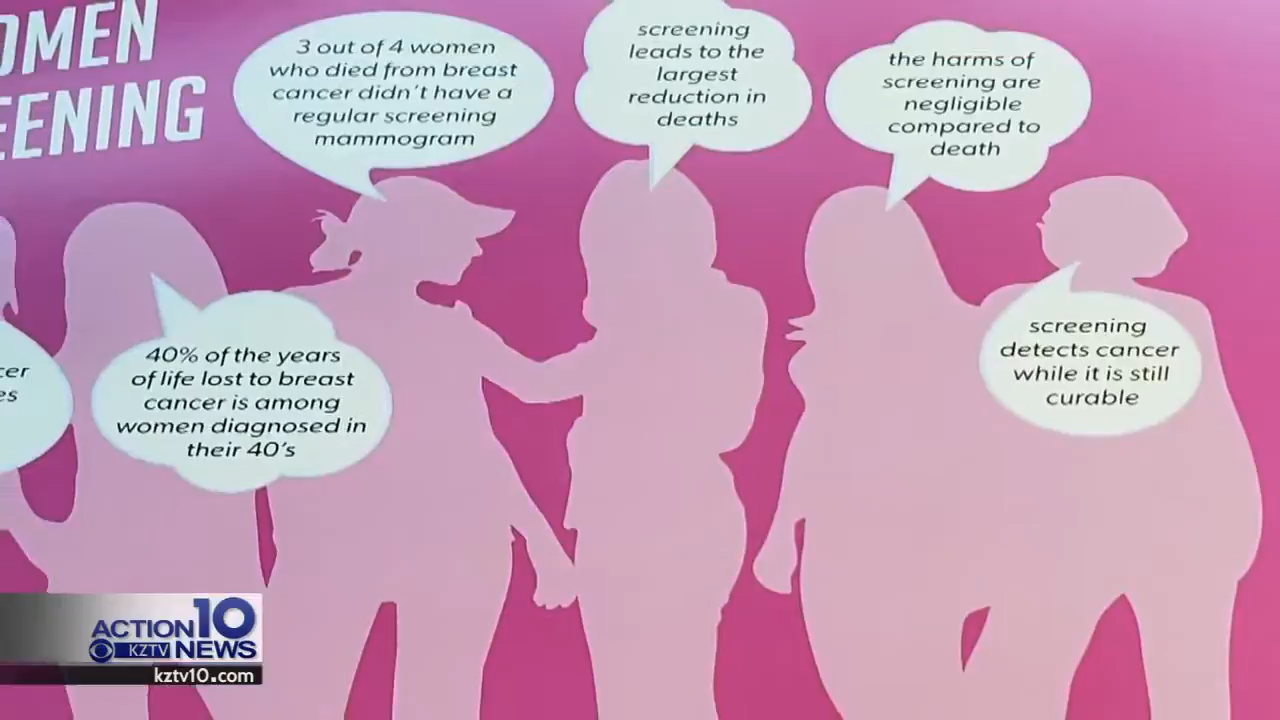 OMEN
EENING
3 out of 4 women
who died from breast
cancer didn't have a
regular screening
mammogram
screening
leads to the
largest
reduction in
deaths
the harms of
screening are
negligible
compared to
death
cer
es
40% of the years
of life lost to breast
cancer is among
women diagnosed in
their 40's
screening
detects cancer
while it is still
curable
ACTION 10
KZTV NEWS
kztv10.com